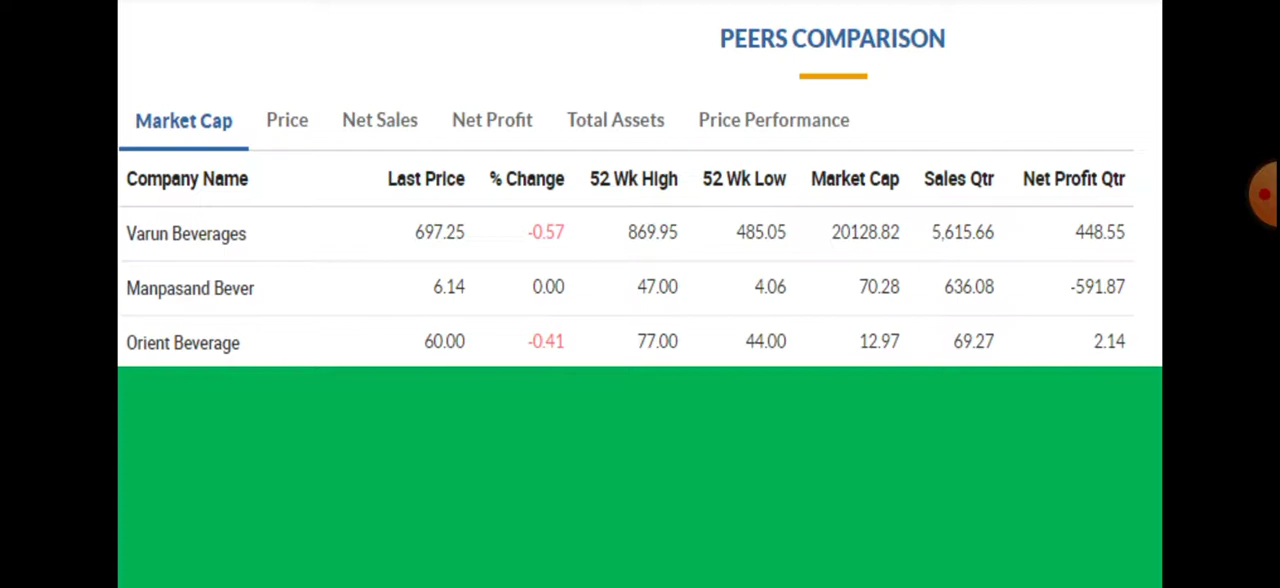 PEERS COMPARISON
Market Cap Price Net Sales Net Profit Total Assets Price Performance
Company Name Last Price % Change 52 Wk High 52 Wk Low Market Cap Sales Qtr Net Profit Qtr
Varun Beverages 697.25 -0.57 869.95 485.05 20128.82 5,615.66 448.55
Manpasand Bever 6.14 0.00 47.00 4.06 70.28 636.08 -591.87
Orient Beverage 60.00 -0.41 77.00 44.00 12.97 69.27 2.14